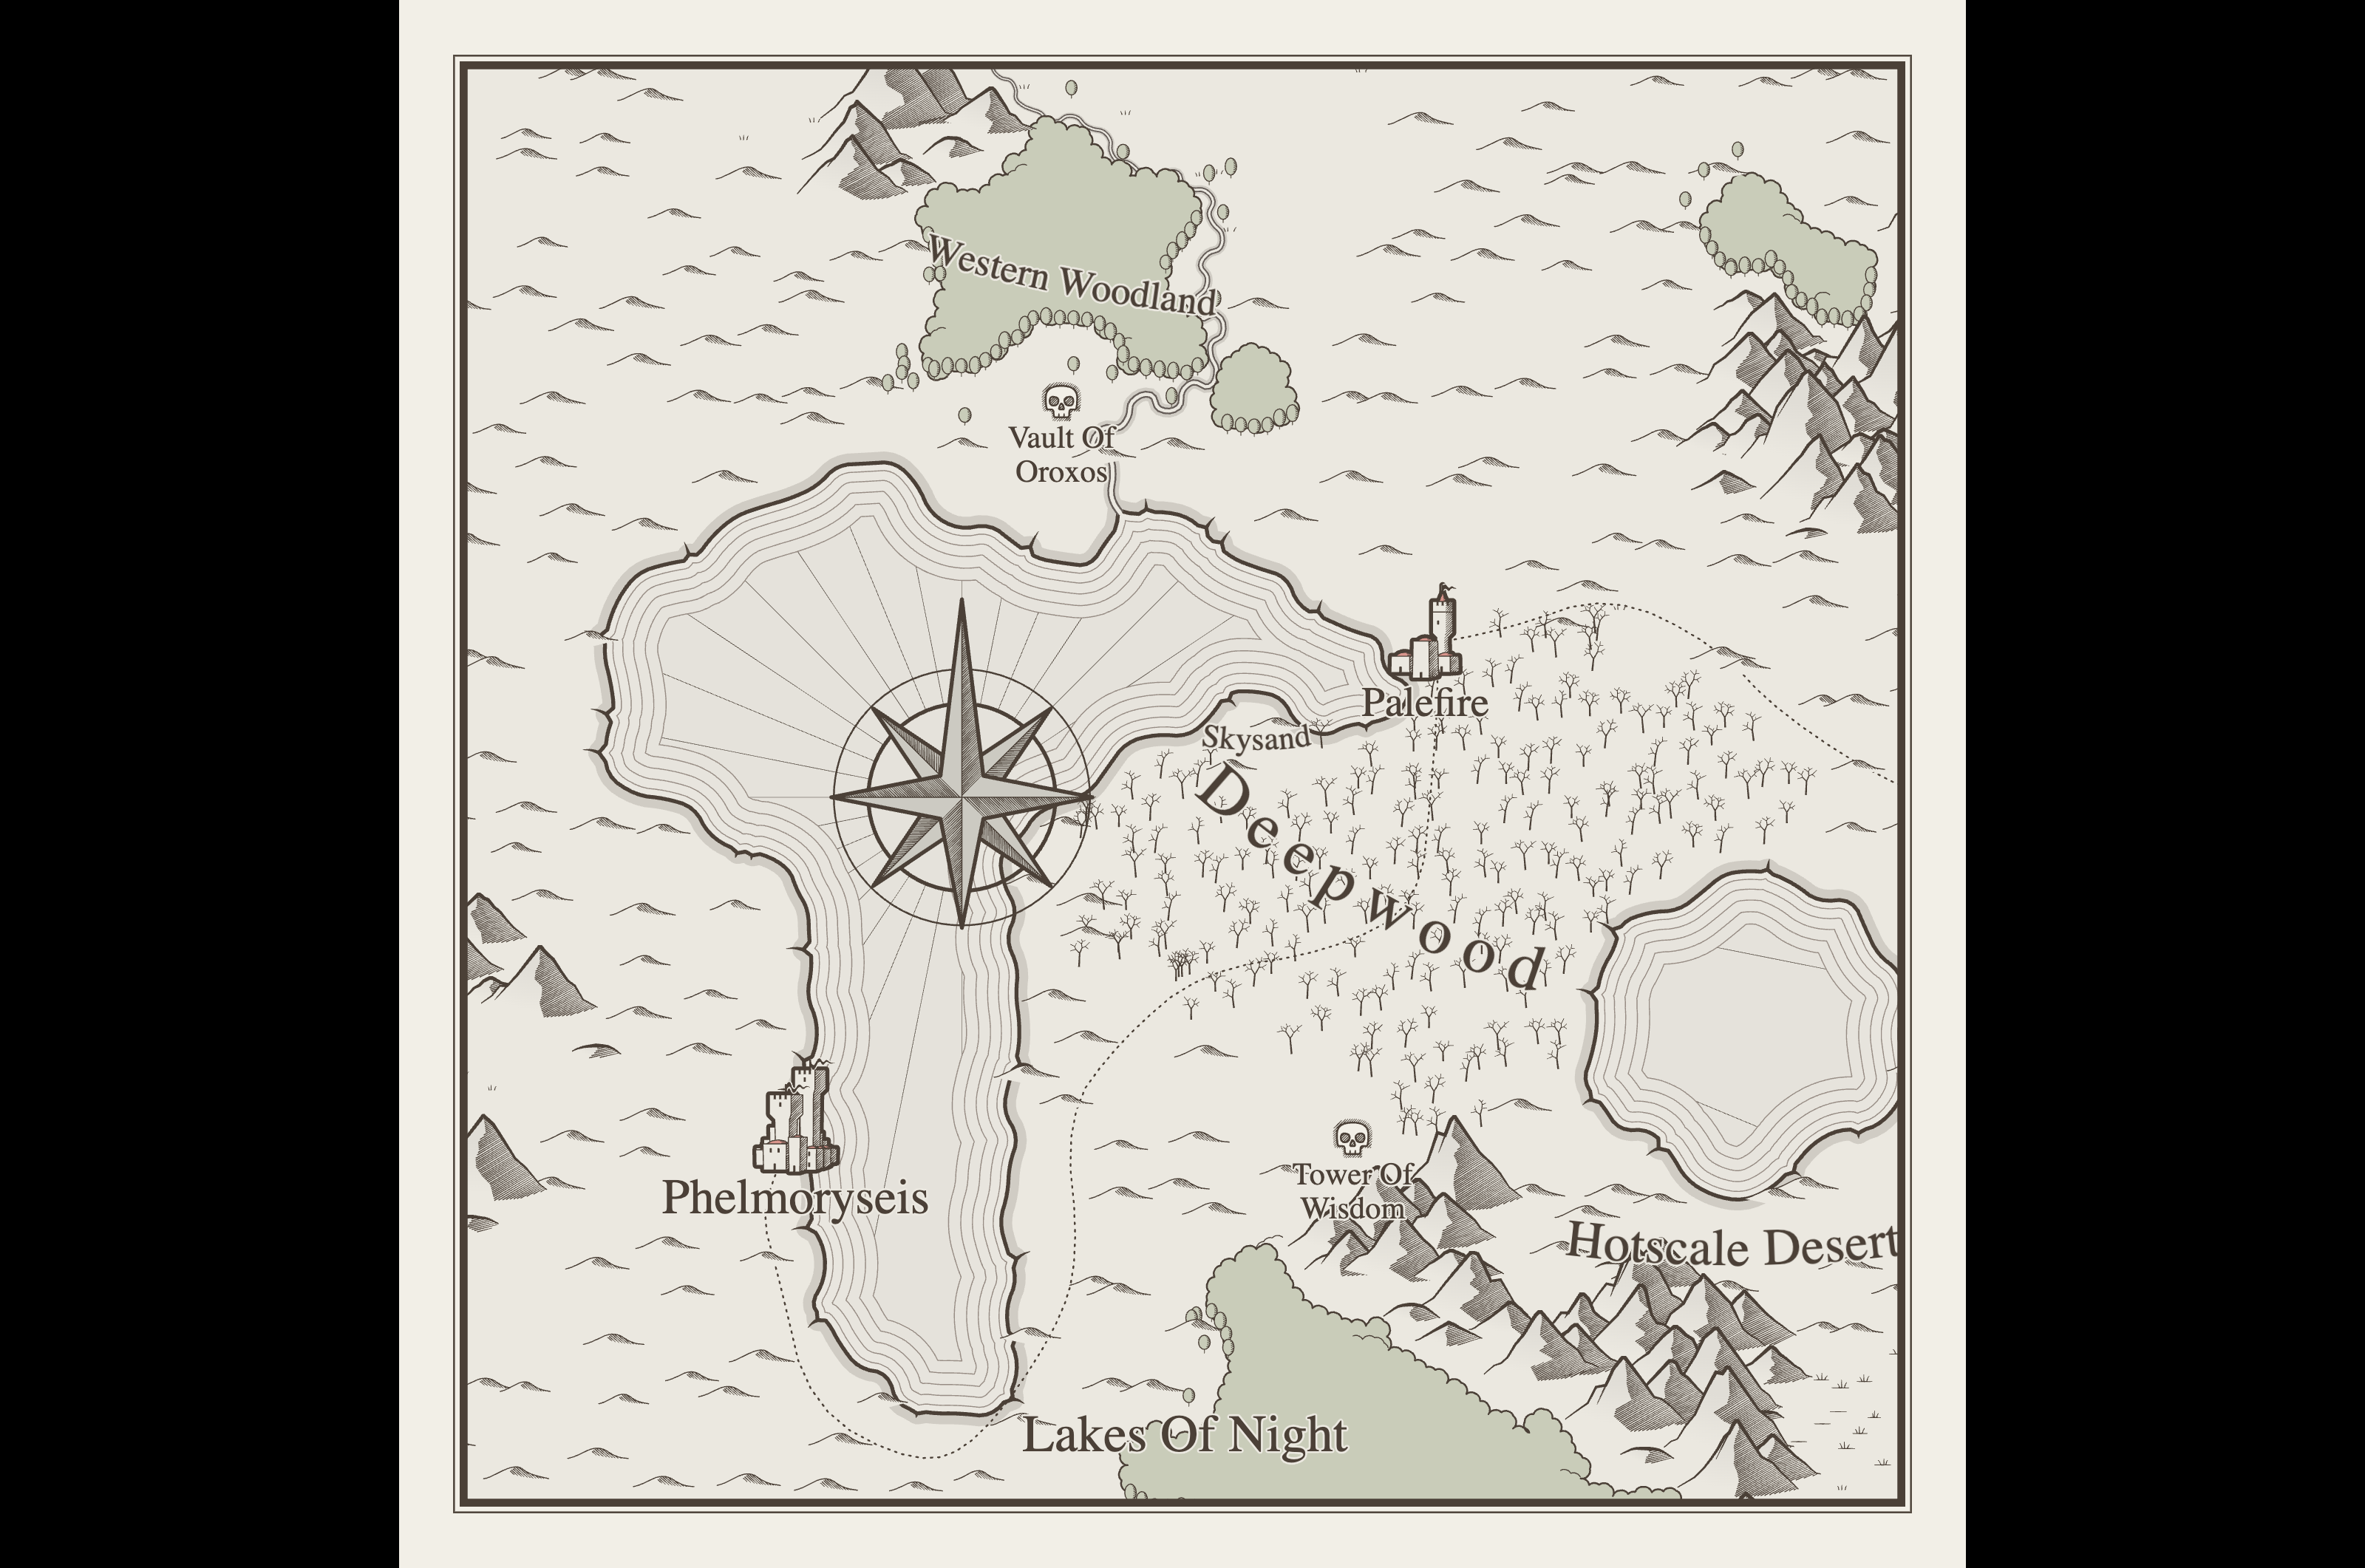 Western Woodland
Vault Of
Oroxos
Palefire
Skysand
Deepwood
Tower Of
Wisdom
Phelmoryseis
Hotscale Desert
Lakes Of Night